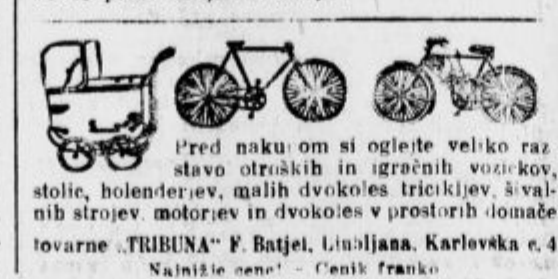 Pred nakupom si oglejte veliko raz
stavo otroških in igračnih vozičkov,
stolic, holenderjev, malih dvokoles tricikljev, šival
nih strojev, motorjev in dvokoles v prostorih domače
tovarne „TRIBUNA“ F. Batjel, Ljubljana, Karlovska c. 4
Najnižje cene! - Cenik franko